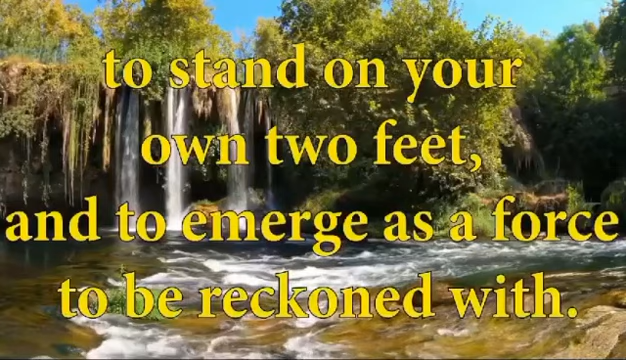 to stand on your
own two feet,
and to emerge as a force
to be reckoned with.